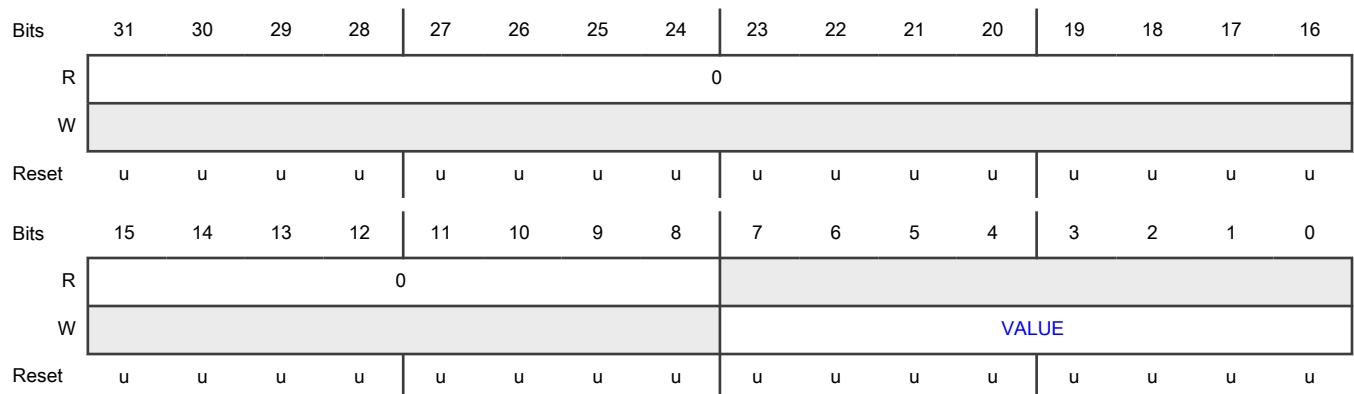 Bits 31 30 29 28 27 26 25 24 23 22 21 20 19 18 17 16
R 0
W
Reset u u u u u u u u u u u u u u u u
Bits 15 14 13 12 11 10 9 8 7 6 5 4 3 2 1 0
R 0
W VALUE
Reset u u u u u u u u u u u u u u u u